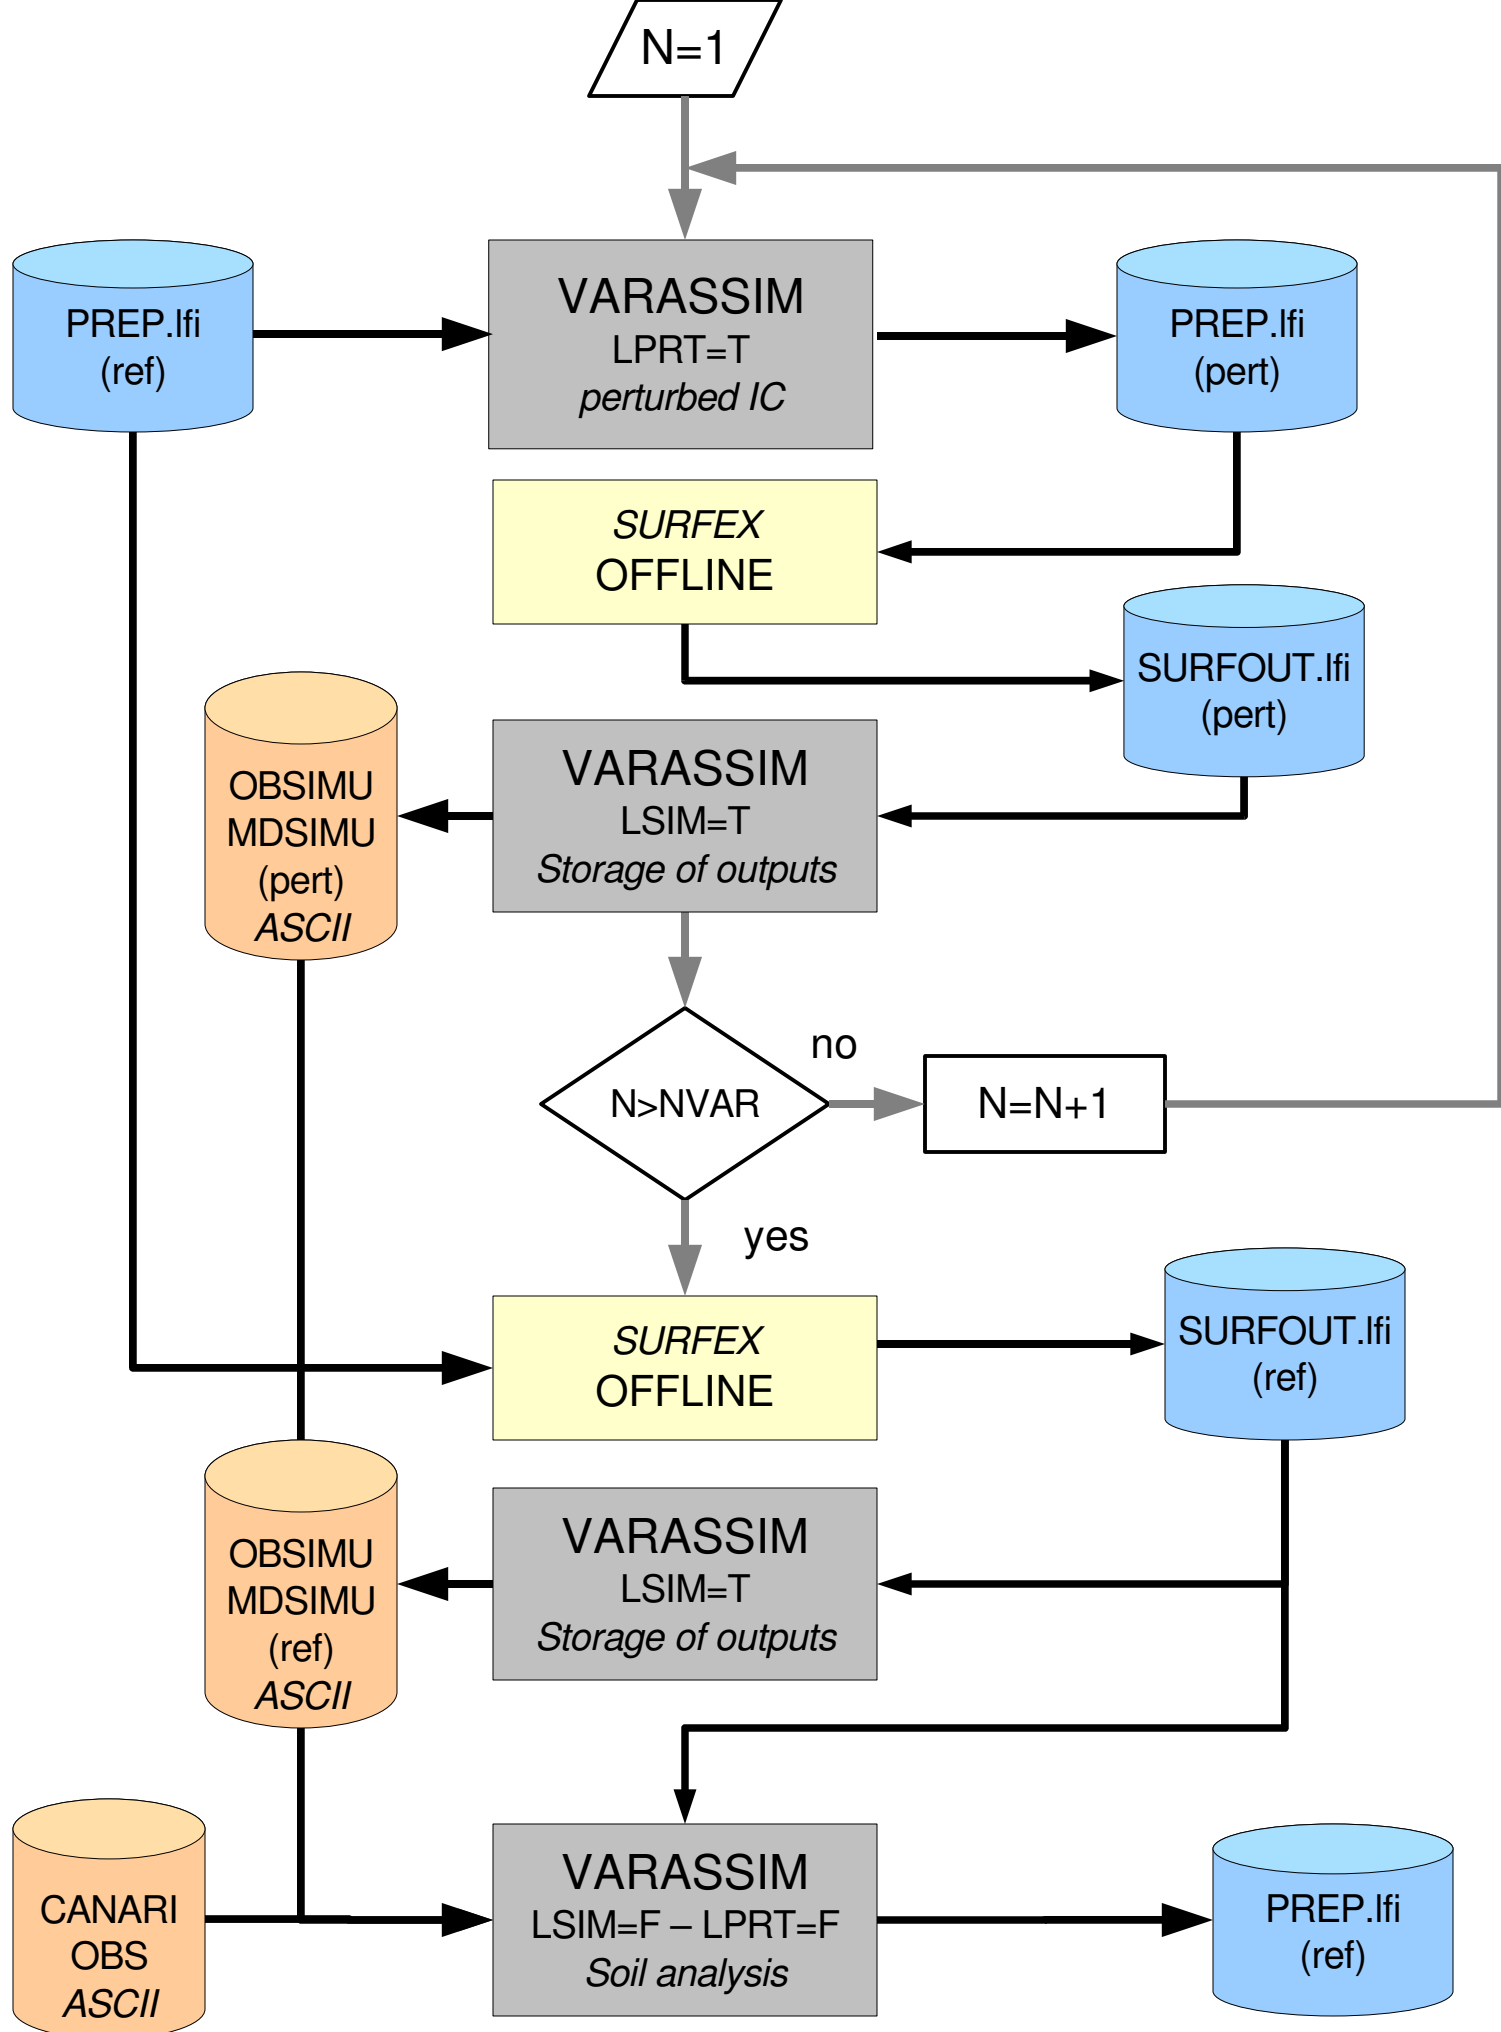 N=1
PREP.lfi
(ref)
VARASSIM
LPRT=T
perturbed IC
PREP.lfi
(pert)
SURFEX
OFFLINE
SURFOUT.lfi
(pert)
OBSIMU
MDSIMU
(pert)
ASCII
VARASSIM
LSIM=T
Storage of outputs
no
N>NVAR
N=N+1
yes
SURFEX
OFFLINE
SURFOUT.lfi
(ref)
OBSIMU
MDSIMU
(ref)
ASCII
VARASSIM
LSIM=T
Storage of outputs
CANARI
OBS
ASCII
VARASSIM
LSIM=F – LPRT=F
Soil analysis
PREP.lfi
(ref)